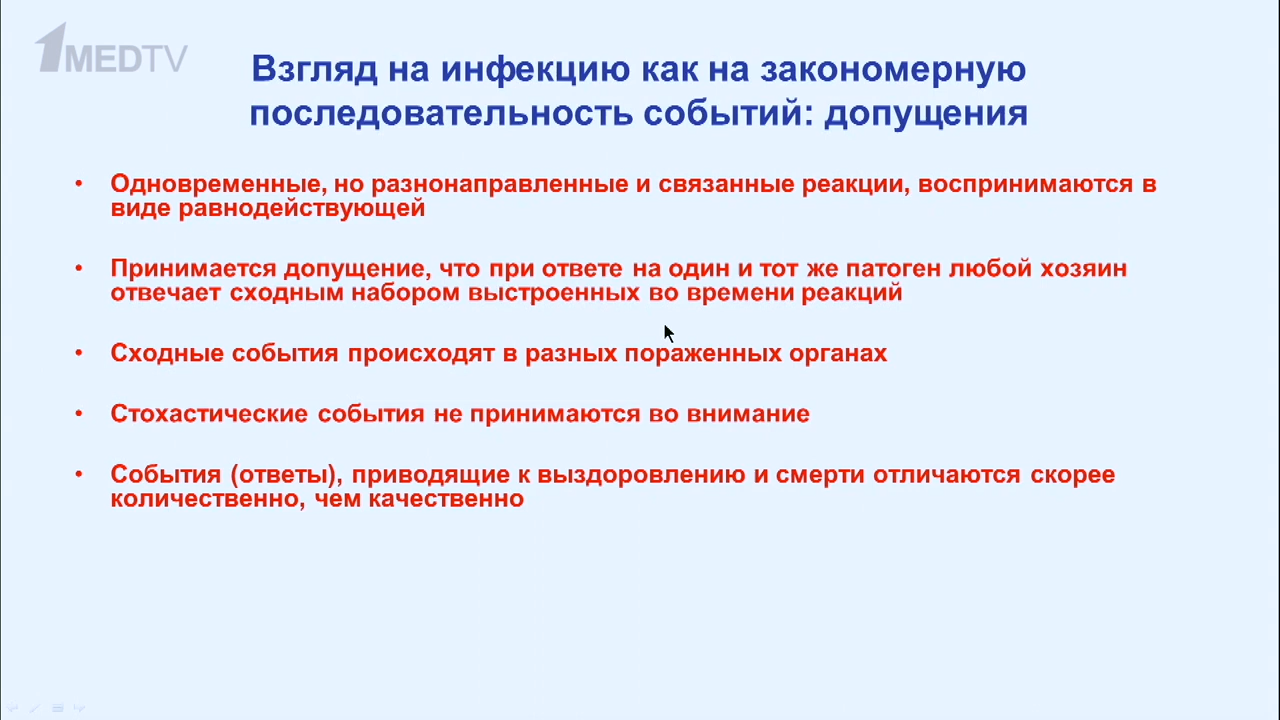 1MEDTV
Взгляд на инфекцию как на закономерную
последовательность событий: допущения
• Одновременные, но разнонаправленные и связанные реакции, воспринимаются в
виде равнодействующей
• Принимается допущение, что при ответе на один и тот же патоген любой хозяин
отвечает сходным набором выстроенных во времени реакций
• Сходные события происходят в разных пораженных органах
• Стохастические события не принимаются во внимание
• События (ответы), приводящие к выздоровлению и смерти отличаются скорее
количественно, чем качественно